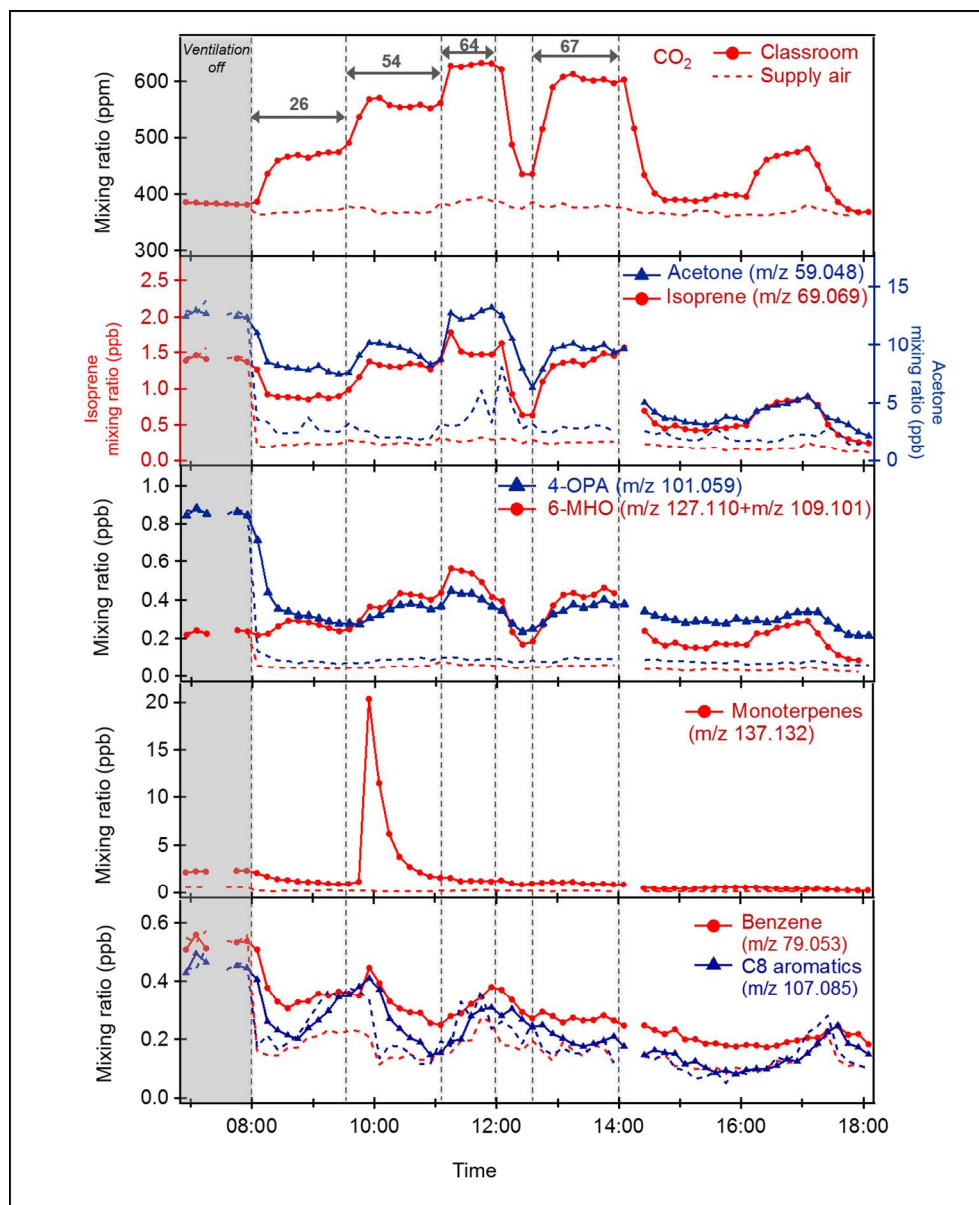 Ventilation
off
26
54
64
67
CO2
Classroom
Supply air
Mixing ratio (ppm)
600
500
400
300
Acetone (m/z 59.048)
Isoprene (m/z 69.069)
Isoprene
mixing ratio (ppb)
2.5
2.0
1.5
1.0
0.5
0.0
15
10
5
0
Acetone
mixing ratio (ppb)
4-OPA (m/z 101.059)
6-MHO (m/z 127.110+m/z 109.101)
Mixing ratio (ppb)
1.0
0.8
0.6
0.4
0.2
0.0
Monoterpenes
(m/z 137.132)
Mixing ratio (ppb)
20
15
10
5
0
Benzene
(m/z 79.053)
C8 aromatics
(m/z 107.085)
Mixing ratio (ppb)
0.6
0.4
0.2
0.0
08:00 10:00 12:00 14:00 16:00 18:00
Time